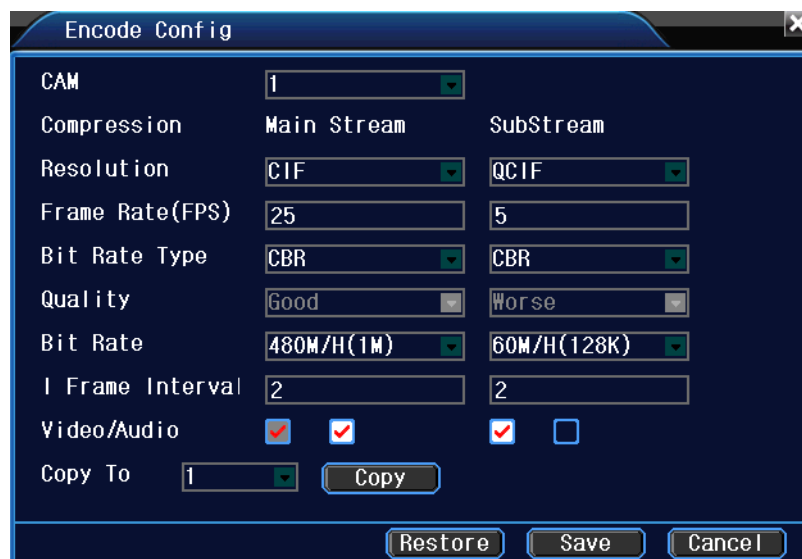 Encode Config
CAM 1
Compression Main Stream SubStream
Resolution CIF QCIF
Frame Rate(FPS) 25 5
Bit Rate Type CBR CBR
Quality Good Worse
Bit Rate 480M/H(1M) 60M/H(128K)
I Frame Interval 2 2
Video/Audio
Copy To 1 Copy
Restore Save Cancel